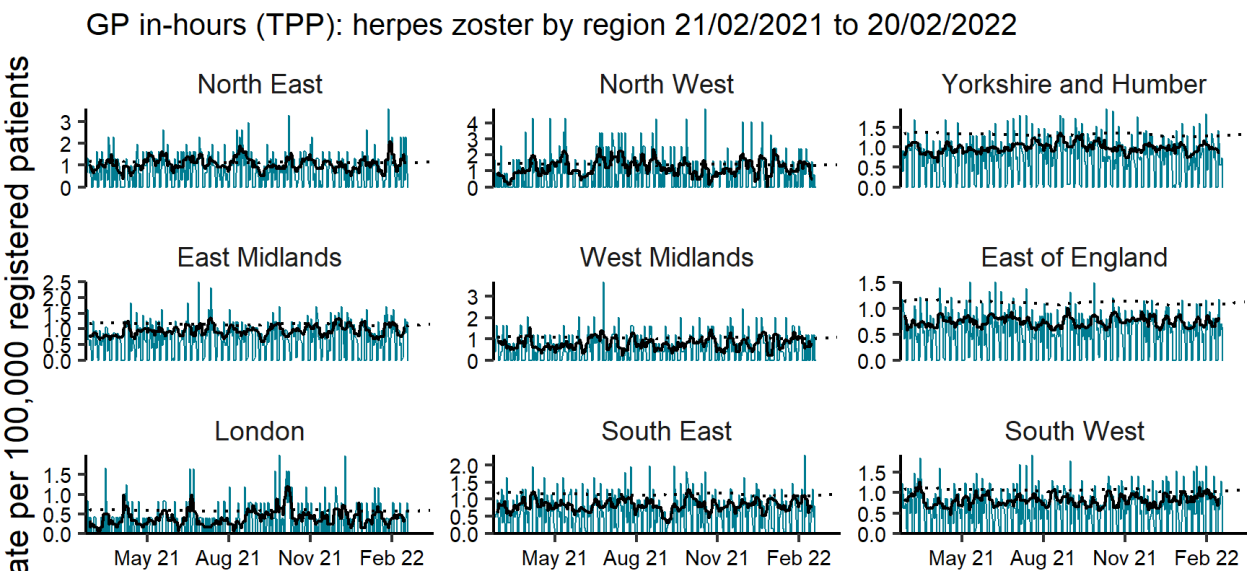 GP in-hours (TPP): herpes zoster by region 21/02/2021 to 20/02/2022
ate per 100,000 registered patients
North East
North West
Yorkshire and Humber
3
2
1
0
4
3
2
1
0
1.5
1.0
0.5
0.0
East Midlands
West Midlands
East of England
2.5
2.0
1.5
1.0
0.5
0.0
3
2
1
0
1.5
1.0
0.5
0.0
London
South East
South West
1.5
1.0
0.5
0.0
2.0
1.5
1.0
0.5
0.0
1.5
1.0
0.5
0.0
May 21 Aug 21 Nov 21 Feb 22
May 21 Aug 21 Nov 21 Feb 22
May 21 Aug 21 Nov 21 Feb 22